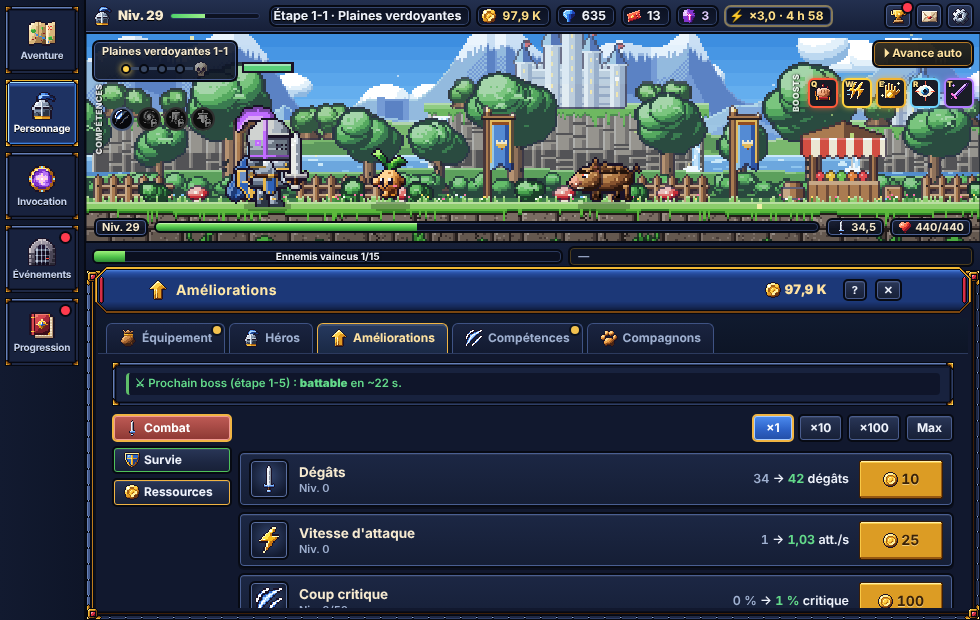 Niv. 29
Étape 1-1 · Plaines verdoyantes
97,9 K
635
13
3
×3,0 · 4 h 58
Aventure
Personnage
Invocation
Événements
Progression
Plaines verdoyantes 1-1
Avance auto
COMPÉTENCES
BOOSTS
Niv. 29
34,5
440/440
Ennemis vaincus 1/15
—
Améliorations
97,9 K
?
×
Équipement
Héros
Améliorations
Compétences
Compagnons
Prochain boss (étape 1-5) : battable en ~22 s.
Combat
Survie
Ressources
×1
×10
×100
Max
Dégâts
Niv. 0
34 → 42 dégâts
10
Vitesse d'attaque
Niv. 0
1 → 1,03 att./s
25
Coup critique
0 % → 1 % critique
100